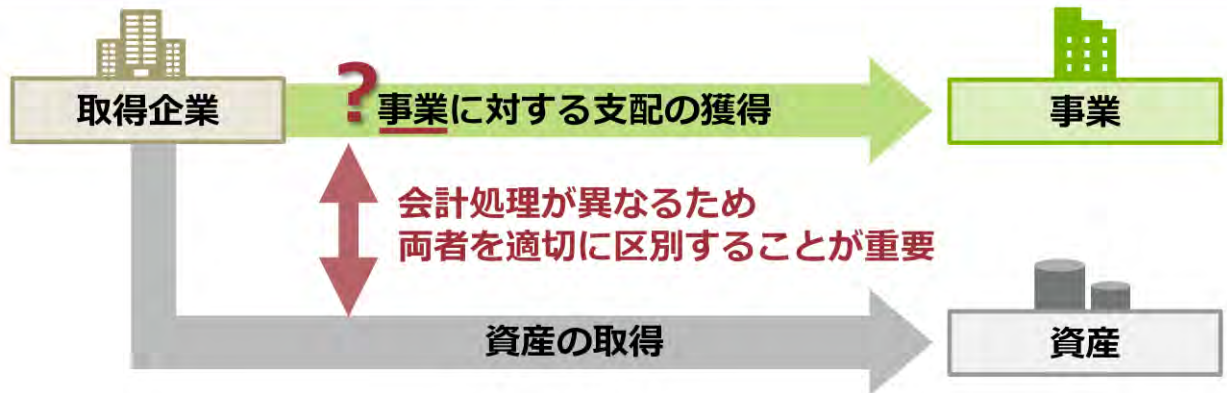 取得企業
?事業に対する支配の獲得
事業
会計処理が異なるため
両者を適切に区別することが重要
資産の取得
資産